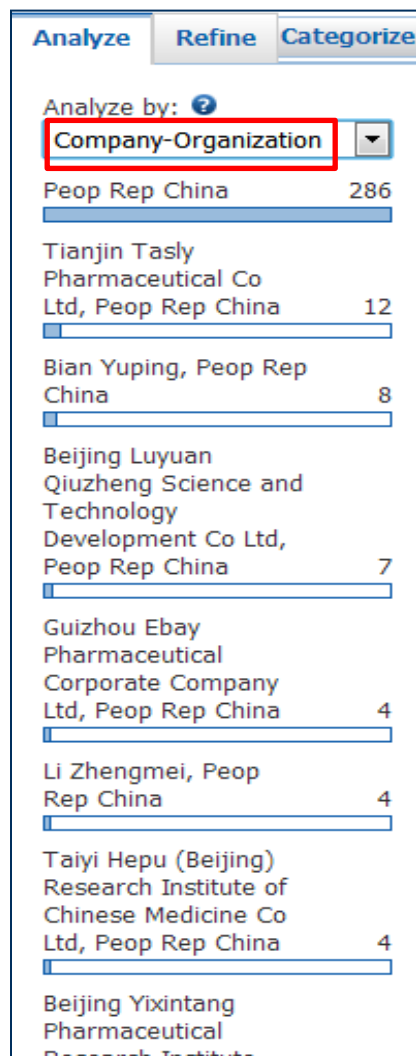 Analyze Refine Categorize
Analyze by: ?
Company-Organization
Peop Rep China 286
Tianjin Tasly
Pharmaceutical Co
Ltd, Peop Rep China 12
Bian Yuping, Peop Rep
China 8
Beijing Luyuan
Qiuzheng Science and
Technology
Development Co Ltd,
Peop Rep China 7
Guizhou Ebay
Pharmaceutical
Corporate Company
Ltd, Peop Rep China 4
Li Zhengmei, Peop
Rep China 4
Taiyi Hepu (Beijing)
Research Institute of
Chinese Medicine Co
Ltd, Peop Rep China 4
Beijing Yixintang
Pharmaceutical
Research Institute